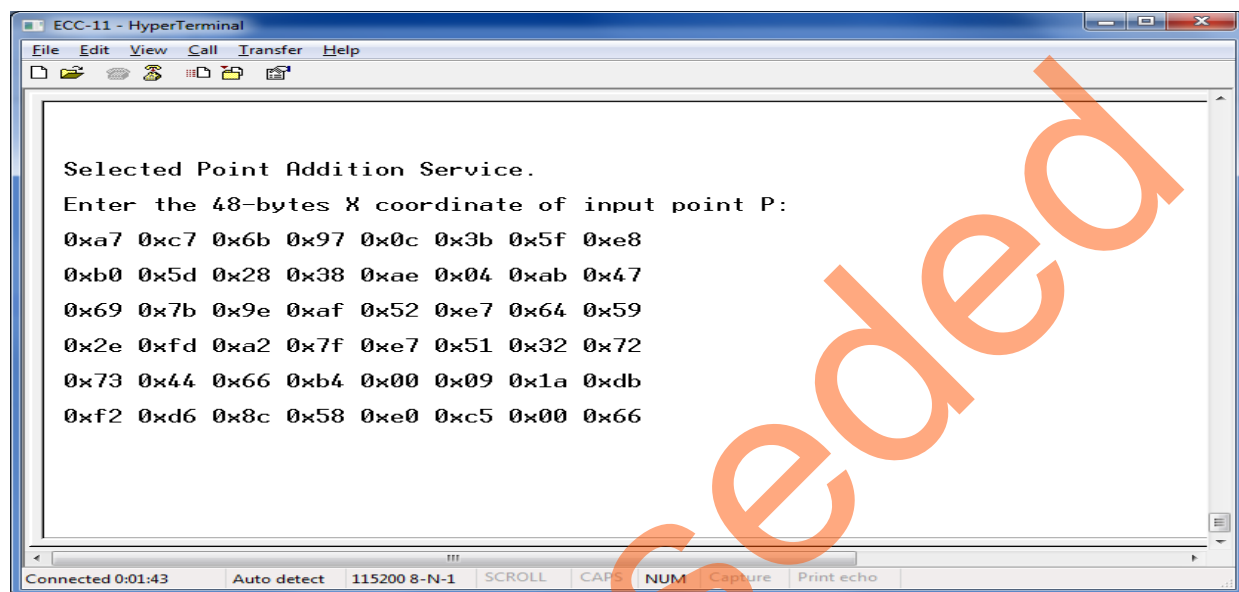 ECC-11 - HyperTerminal
File Edit View Call Transfer Help
Selected Point Addition Service.
Enter the 48-bytes X coordinate of input point P:
0xa7 0xc7 0x6b 0x97 0x0c 0x3b 0x5f 0xe8
0xb0 0x5d 0x28 0x38 0xae 0x04 0xab 0x47
0x69 0x7b 0x9e 0xaf 0x52 0xe7 0x64 0x59
0x2e 0xfd 0xa2 0x7f 0xe7 0x51 0x32 0x72
0x73 0x44 0x66 0xb4 0x00 0x09 0x1a 0xdb
0xf2 0xd6 0x8c 0x58 0xe0 0xc5 0x00 0x66
Connected 0:01:43 Auto detect 115200 8-N-1 SCROLL CAPS NUM Capture Print echo
seded